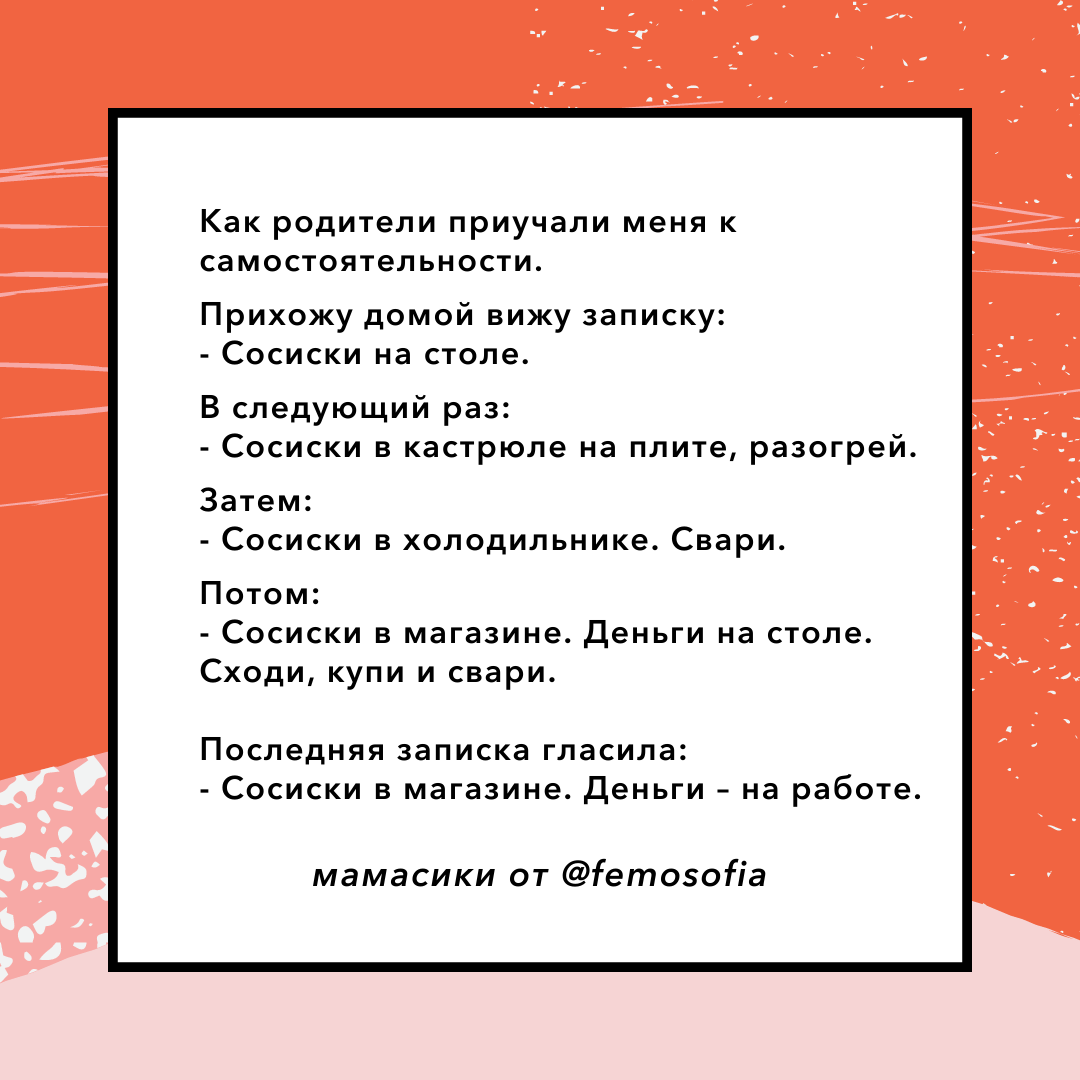 Как родители приучали меня к
самостоятельности.
Прихожу домой вижу записку:
- Сосиски на столе.
В следующий раз:
- Сосиски в кастрюле на плите, разогрей.
Затем:
- Сосиски в холодильнике. Свари.
Потом:
- Сосиски в магазине. Деньги на столе.
Сходи, купи и свари.
Последняя записка гласила:
- Сосиски в магазине. Деньги – на работе.
мамасики от @femosofia